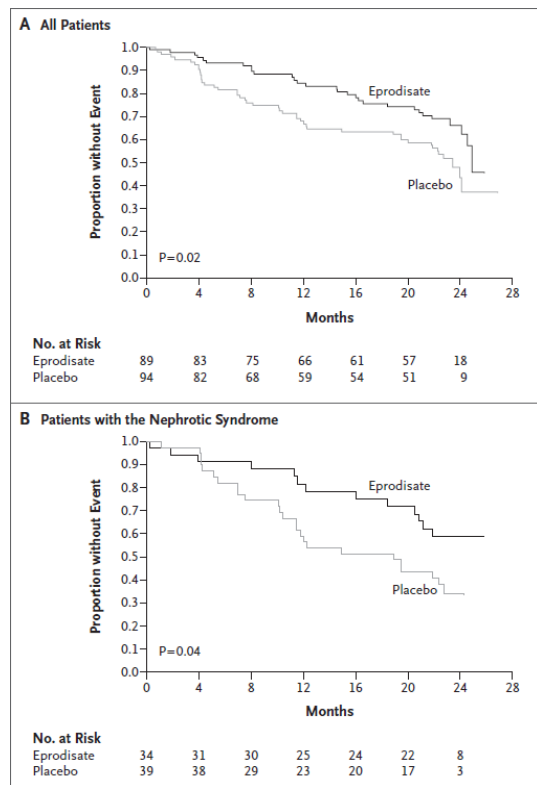 A All Patients
1.0
0.9
0.8
0.7
0.6
0.5
0.4
0.3
0.2
0.1
0.0
Proportion without Event
Eprodisate
Placebo
P=0.02
0 4 8 12 16 20 24 28
Months
No. at Risk
Eprodisate 89 83 75 66 61 57 18
Placebo 94 82 68 59 54 51 9
B Patients with the Nephrotic Syndrome
1.0
0.9
0.8
0.7
0.6
0.5
0.4
0.3
0.2
0.1
0.0
Proportion without Event
Eprodisate
Placebo
P=0.04
0 4 8 12 16 20 24 28
Months
No. at Risk
Eprodisate 34 31 30 25 24 22 8
Placebo 39 38 29 23 20 17 3